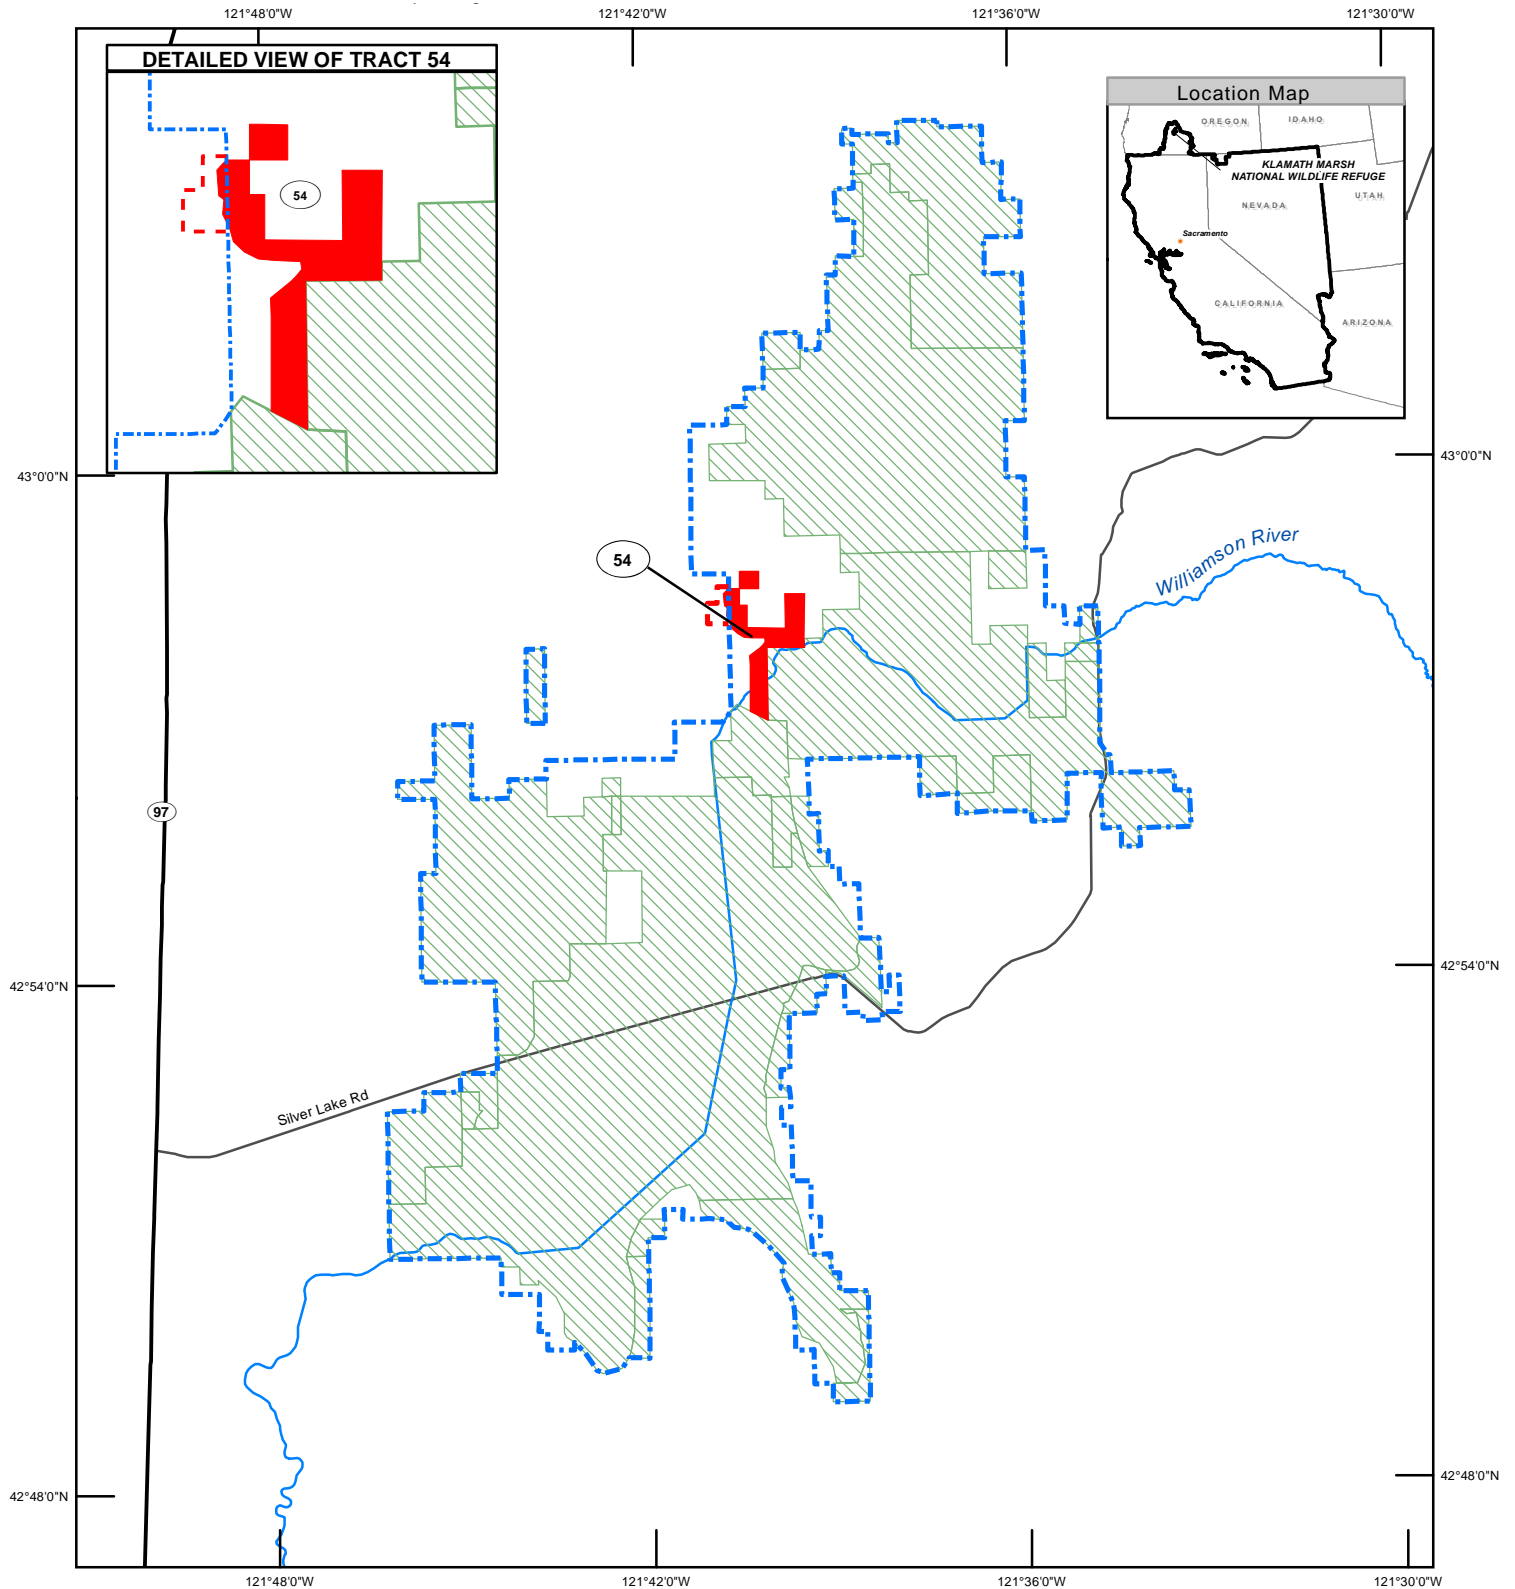 121°48'0"W
121°42'0"W
121°36'0"W
121°30'0"W
DETAILED VIEW OF TRACT 54
54
Location Map
OREGON
IDAHO
KLAMATH MARSH
NATIONAL WILDLIFE REFUGE
UTAH
NEVADA
Sacramento
CALIFORNIA
ARIZONA
43°0'0"N
43°0'0"N
Williamson River
54
97
42°54'0"N
42°54'0"N
Silver Lake Rd
42°48'0"N
42°48'0"N
121°48'0"W
121°42'0"W
121°36'0"W
121°30'0"W